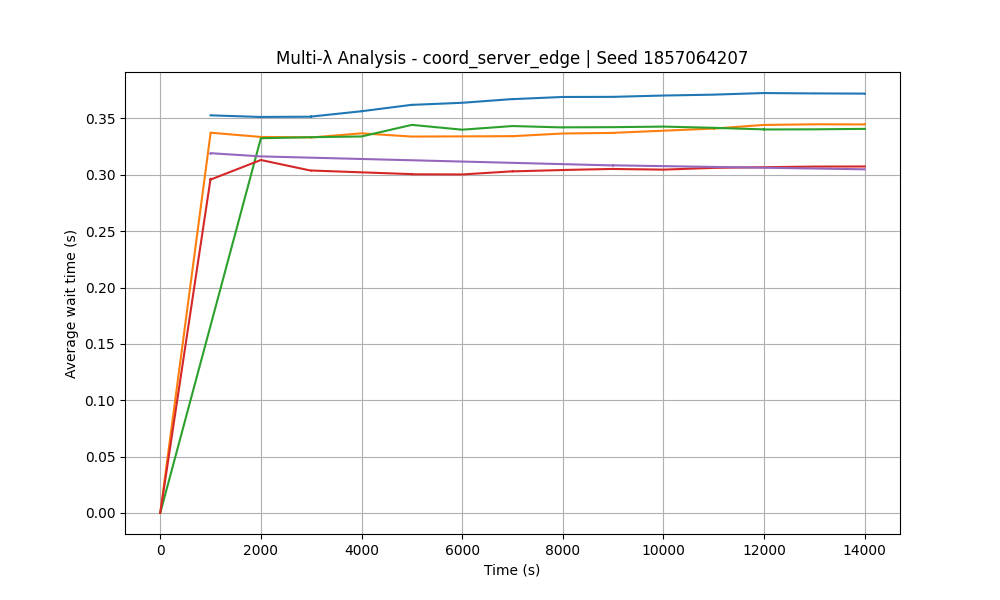 Multi-λ Analysis - coord_server_edge | Seed 1857064207
Average wait time (s)
0.35
0.30
0.25
0.20
0.15
0.10
0.05
0.00
0 2000 4000 6000 8000 10000 12000 14000
Time (s)